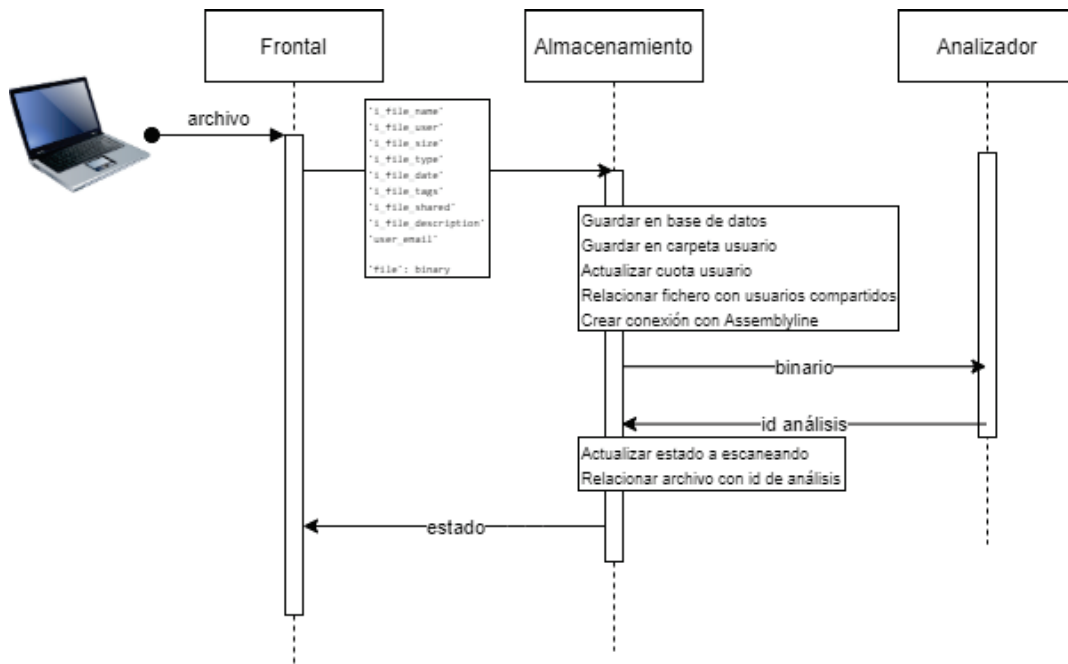 Frontal
Almacenamiento
Analizador
archivo
"i_file_name"
"i_file_user"
"i_file_size"
"i_file_type"
"i_file_date"
"i_file_tags"
"i_file_shared"
"i_file_description"
"user_email"
"file": binary
Guardar en base de datos
Guardar en carpeta usuario
Actualizar cuota usuario
Relacionar fichero con usuarios compartidos
Crear conexión con Assemblyline
binario
id análisis
Actualizar estado a escaneando
Relacionar archivo con id de análisis
estado